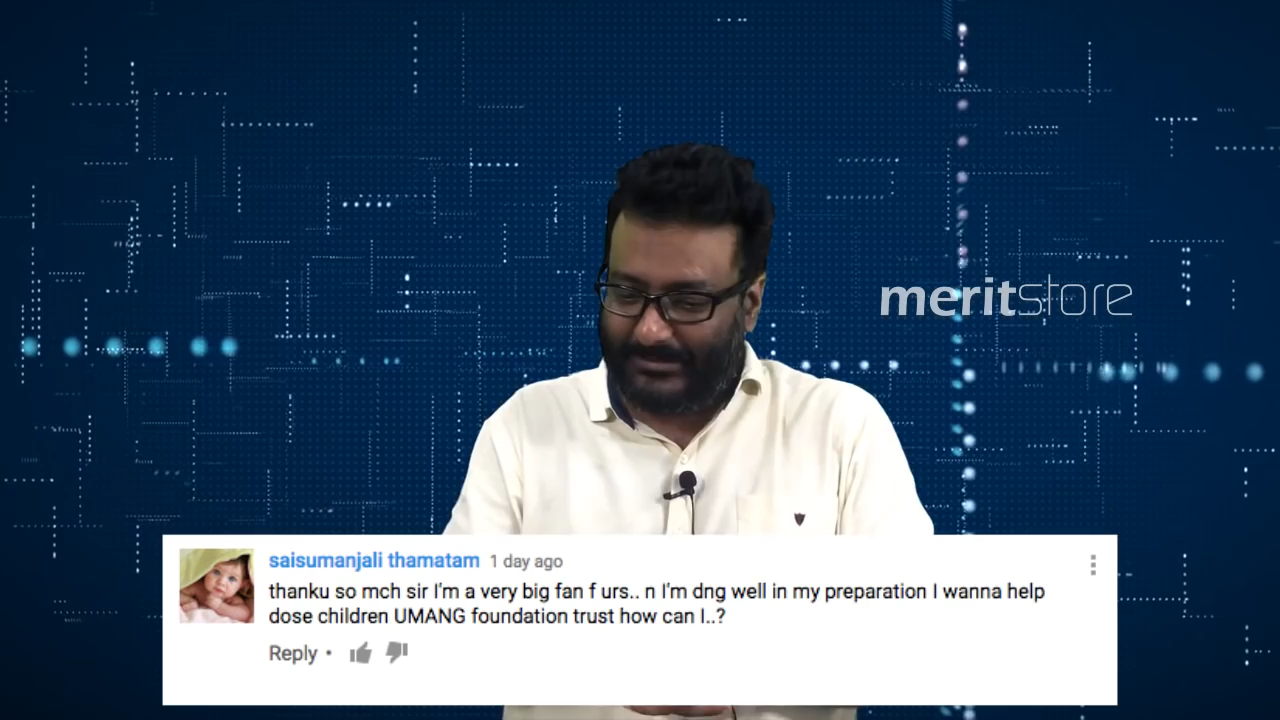 meritstore
saisumanjali thamatam 1 day ago
thanku so mch sir I'm a very big fan f urs.. n I'm dng well in my preparation I wanna help
dose children UMANG foundation trust how can I..?
Reply •